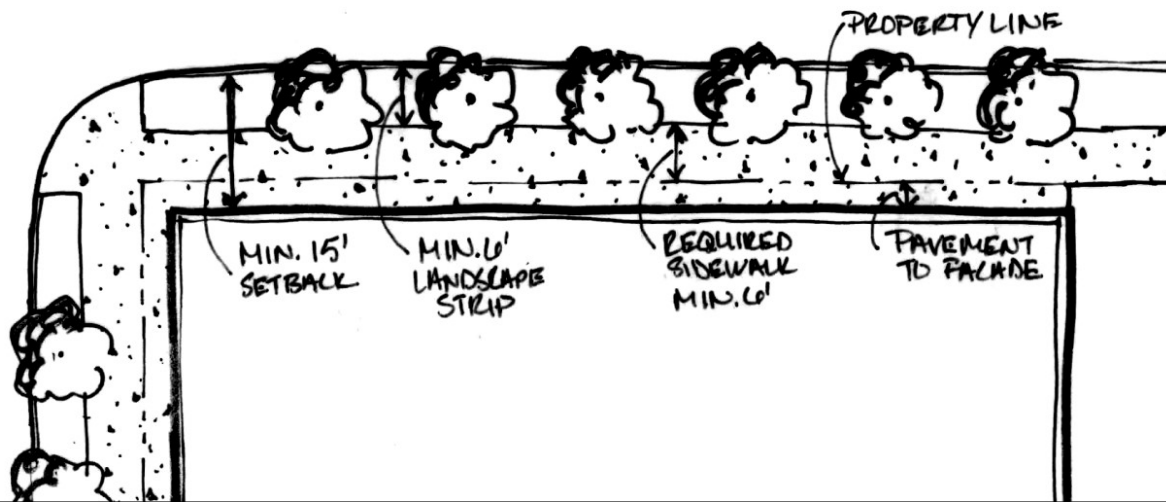 PROPERTY LINE
MIN. 15'
SETBACK
MIN. 6'
LANDSCAPE
STRIP
REQUIRED
SIDEWALK
MIN. 6'
PAVEMENT
TO FACADE